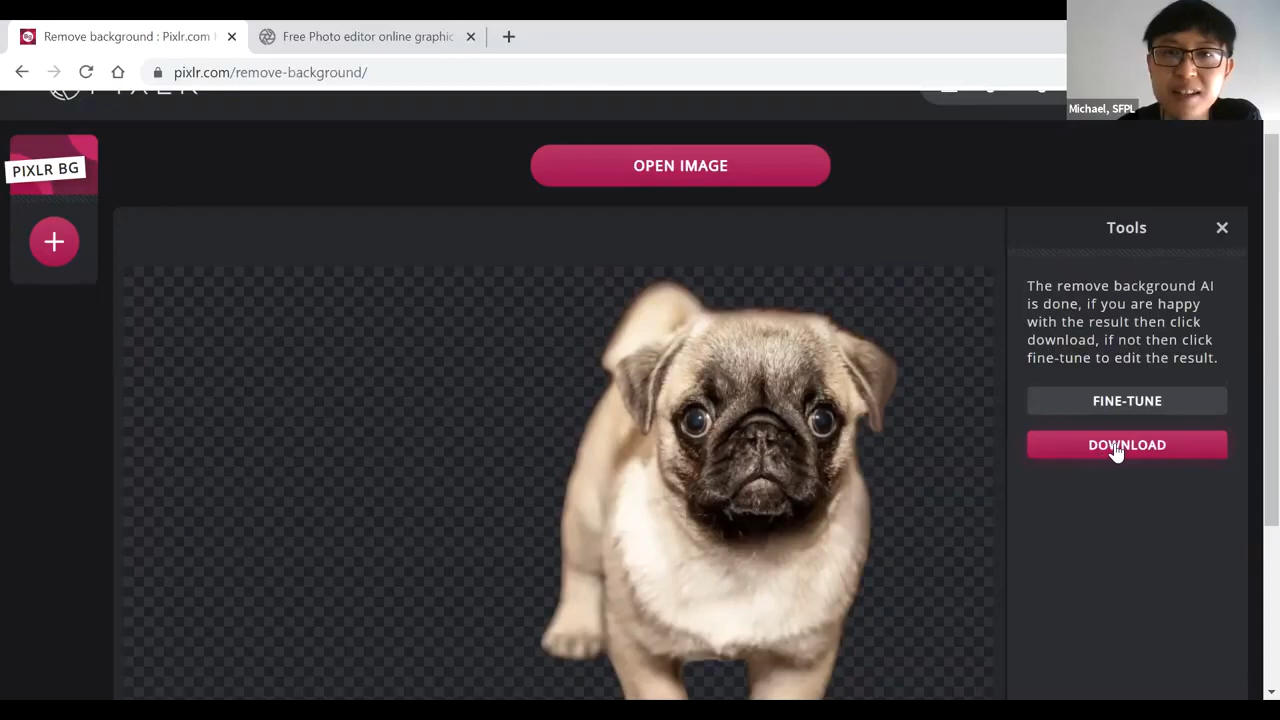 Remove background : Pixlr.com
Free Photo editor online graphic
pixlr.com/remove-background/
Michael, SFPL
PIXLR BG
OPEN IMAGE
Tools
The remove background AI
is done, if you are happy
with the result then click
download, if not then click
fine-tune to edit the result.
FINE-TUNE
DOWNLOAD